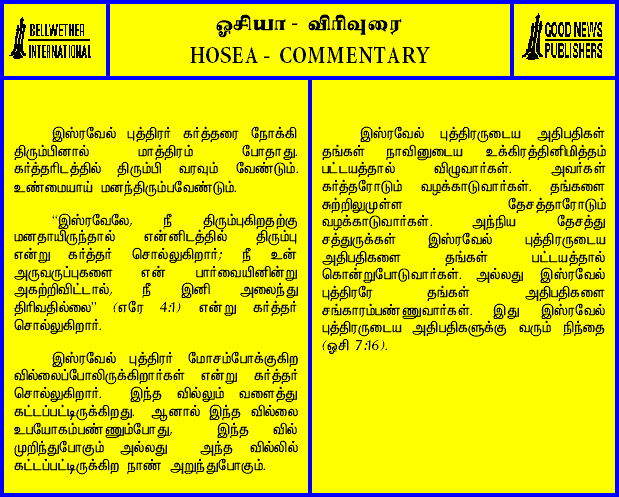 BELLWETHER
INTERNATIONAL
ஓசியா - விரிவுரை
HOSEA - COMMENTARY
GOOD NEWS
PUBLISHERS
இஸ்ரவேல் புத்திரர் கர்த்தரை நோக்கி
திரும்பினால் மாத்திரம் போதாது.
கர்த்தரிடத்தில் திரும்பி வரவும் வேண்டும்.
உண்மையாய் மனந்திரும்பவேண்டும்.
“இஸ்ரவேலே, நீ திரும்புகிறதற்கு
மனதாயிருந்தால் என்னிடத்தில் திரும்பு
என்று கர்த்தர் சொல்லுகிறார்; நீ உன்
அருவருப்புகளை என் பார்வையினின்று
அகற்றிவிட்டால், நீ இனி அலைந்து
திரிவதில்லை” (எரே 4:1) என்று கர்த்தர்
சொல்லுகிறார்.
இஸ்ரவேல் புத்திரர் மோசம்போக்குகிற
வில்லைப்போலிருக்கிறார்கள் என்று கர்த்தர்
சொல்லுகிறார். இந்த வில்லும் வளைத்து
கட்டப்பட்டிருக்கிறது. ஆனால் இந்த வில்லை
உபயோகம்பண்ணும்போது, இந்த வில்
முறிந்துபோகும் அல்லது அந்த வில்லில்
கட்டப்பட்டிருக்கிற நாண் அறுந்துபோகும்.
இஸ்ரவேல் புத்திரருடைய அதிபதிகள்
தங்கள் நாவினுடைய உக்கிரத்தினிமித்தம்
பட்டயத்தால் விழுவார்கள். அவர்கள்
கர்த்தரோடும் வழக்காடுவார்கள். தங்களை
சுற்றிலுமுள்ள தேசத்தாரோடும்
வழக்காடுவார்கள். அந்நிய தேசத்து
சத்துருக்கள் இஸ்ரவேல் புத்திரருடைய
அதிபதிகளை தங்கள் பட்டயத்தால்
கொன்றுபோடுவார்கள். அல்லது இஸ்ரவேல்
புத்திரரே தங்கள் அதிபதிகளை
சங்காரம்பண்ணுவார்கள். இது இஸ்ரவேல்
புத்திரருடைய அதிபதிகளுக்கு வரும் நிந்தை
(ஓசி 7:16).